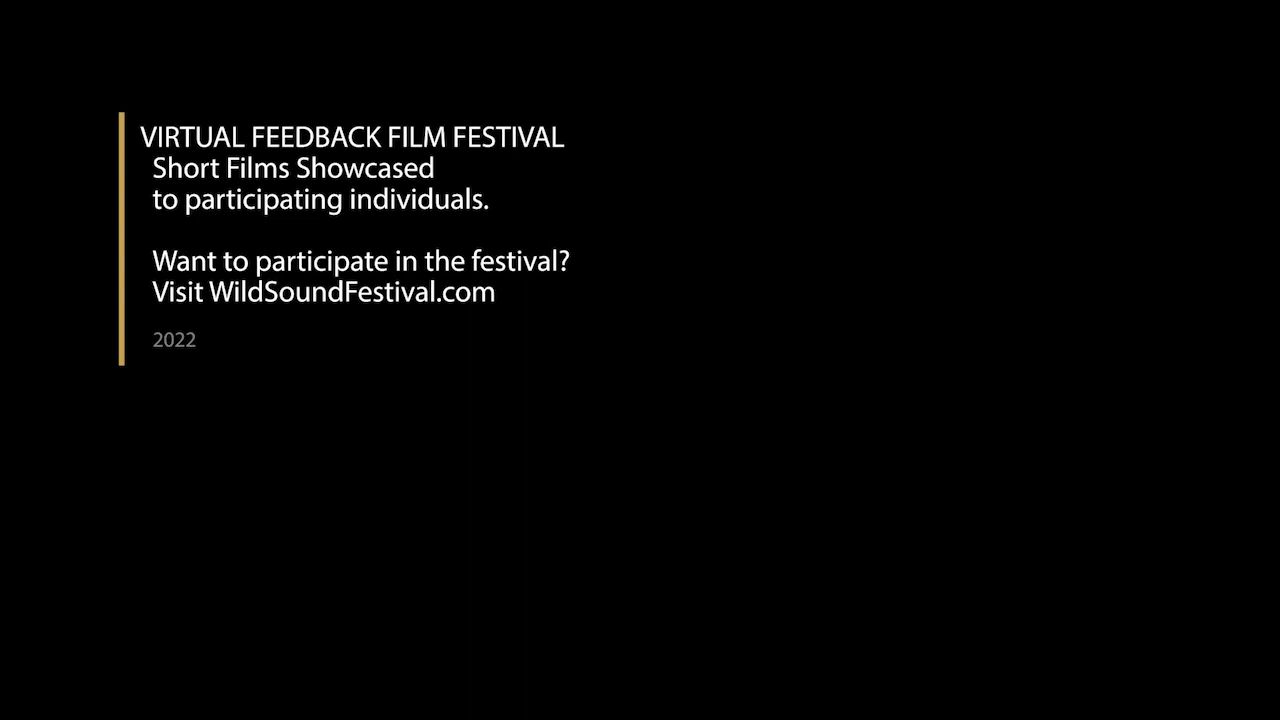 VIRTUAL FEEDBACK FILM FESTIVAL
Short Films Showcased
to participating individuals.
Want to participate in the festival?
Visit WildSoundFestival.com
2022